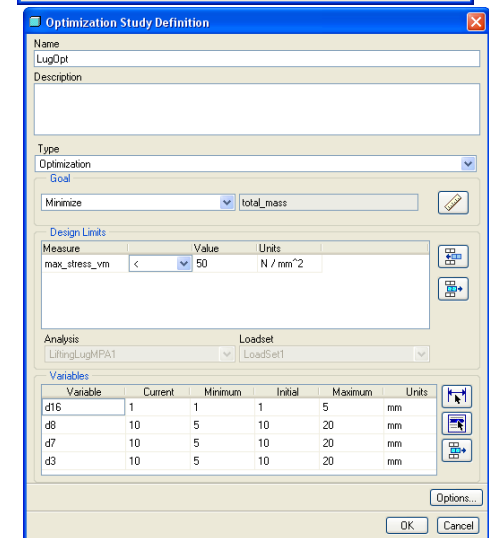 Optimization Study Definition
Name
LugOpt
Description
Type
Optimization
Goal
Minimize total_mass
Design Limits
Measure Value Units
max_stress_vm < 50 N / mm^2
Analysis Loadset
LiftingLugMPA1 LoadSet1
Variables
Variable Current Minimum Initial Maximum Units
d16 1 1 1 5 mm
d8 10 5 10 20 mm
d7 10 5 10 20 mm
d3 10 5 10 20 mm
Options...
OK Cancel